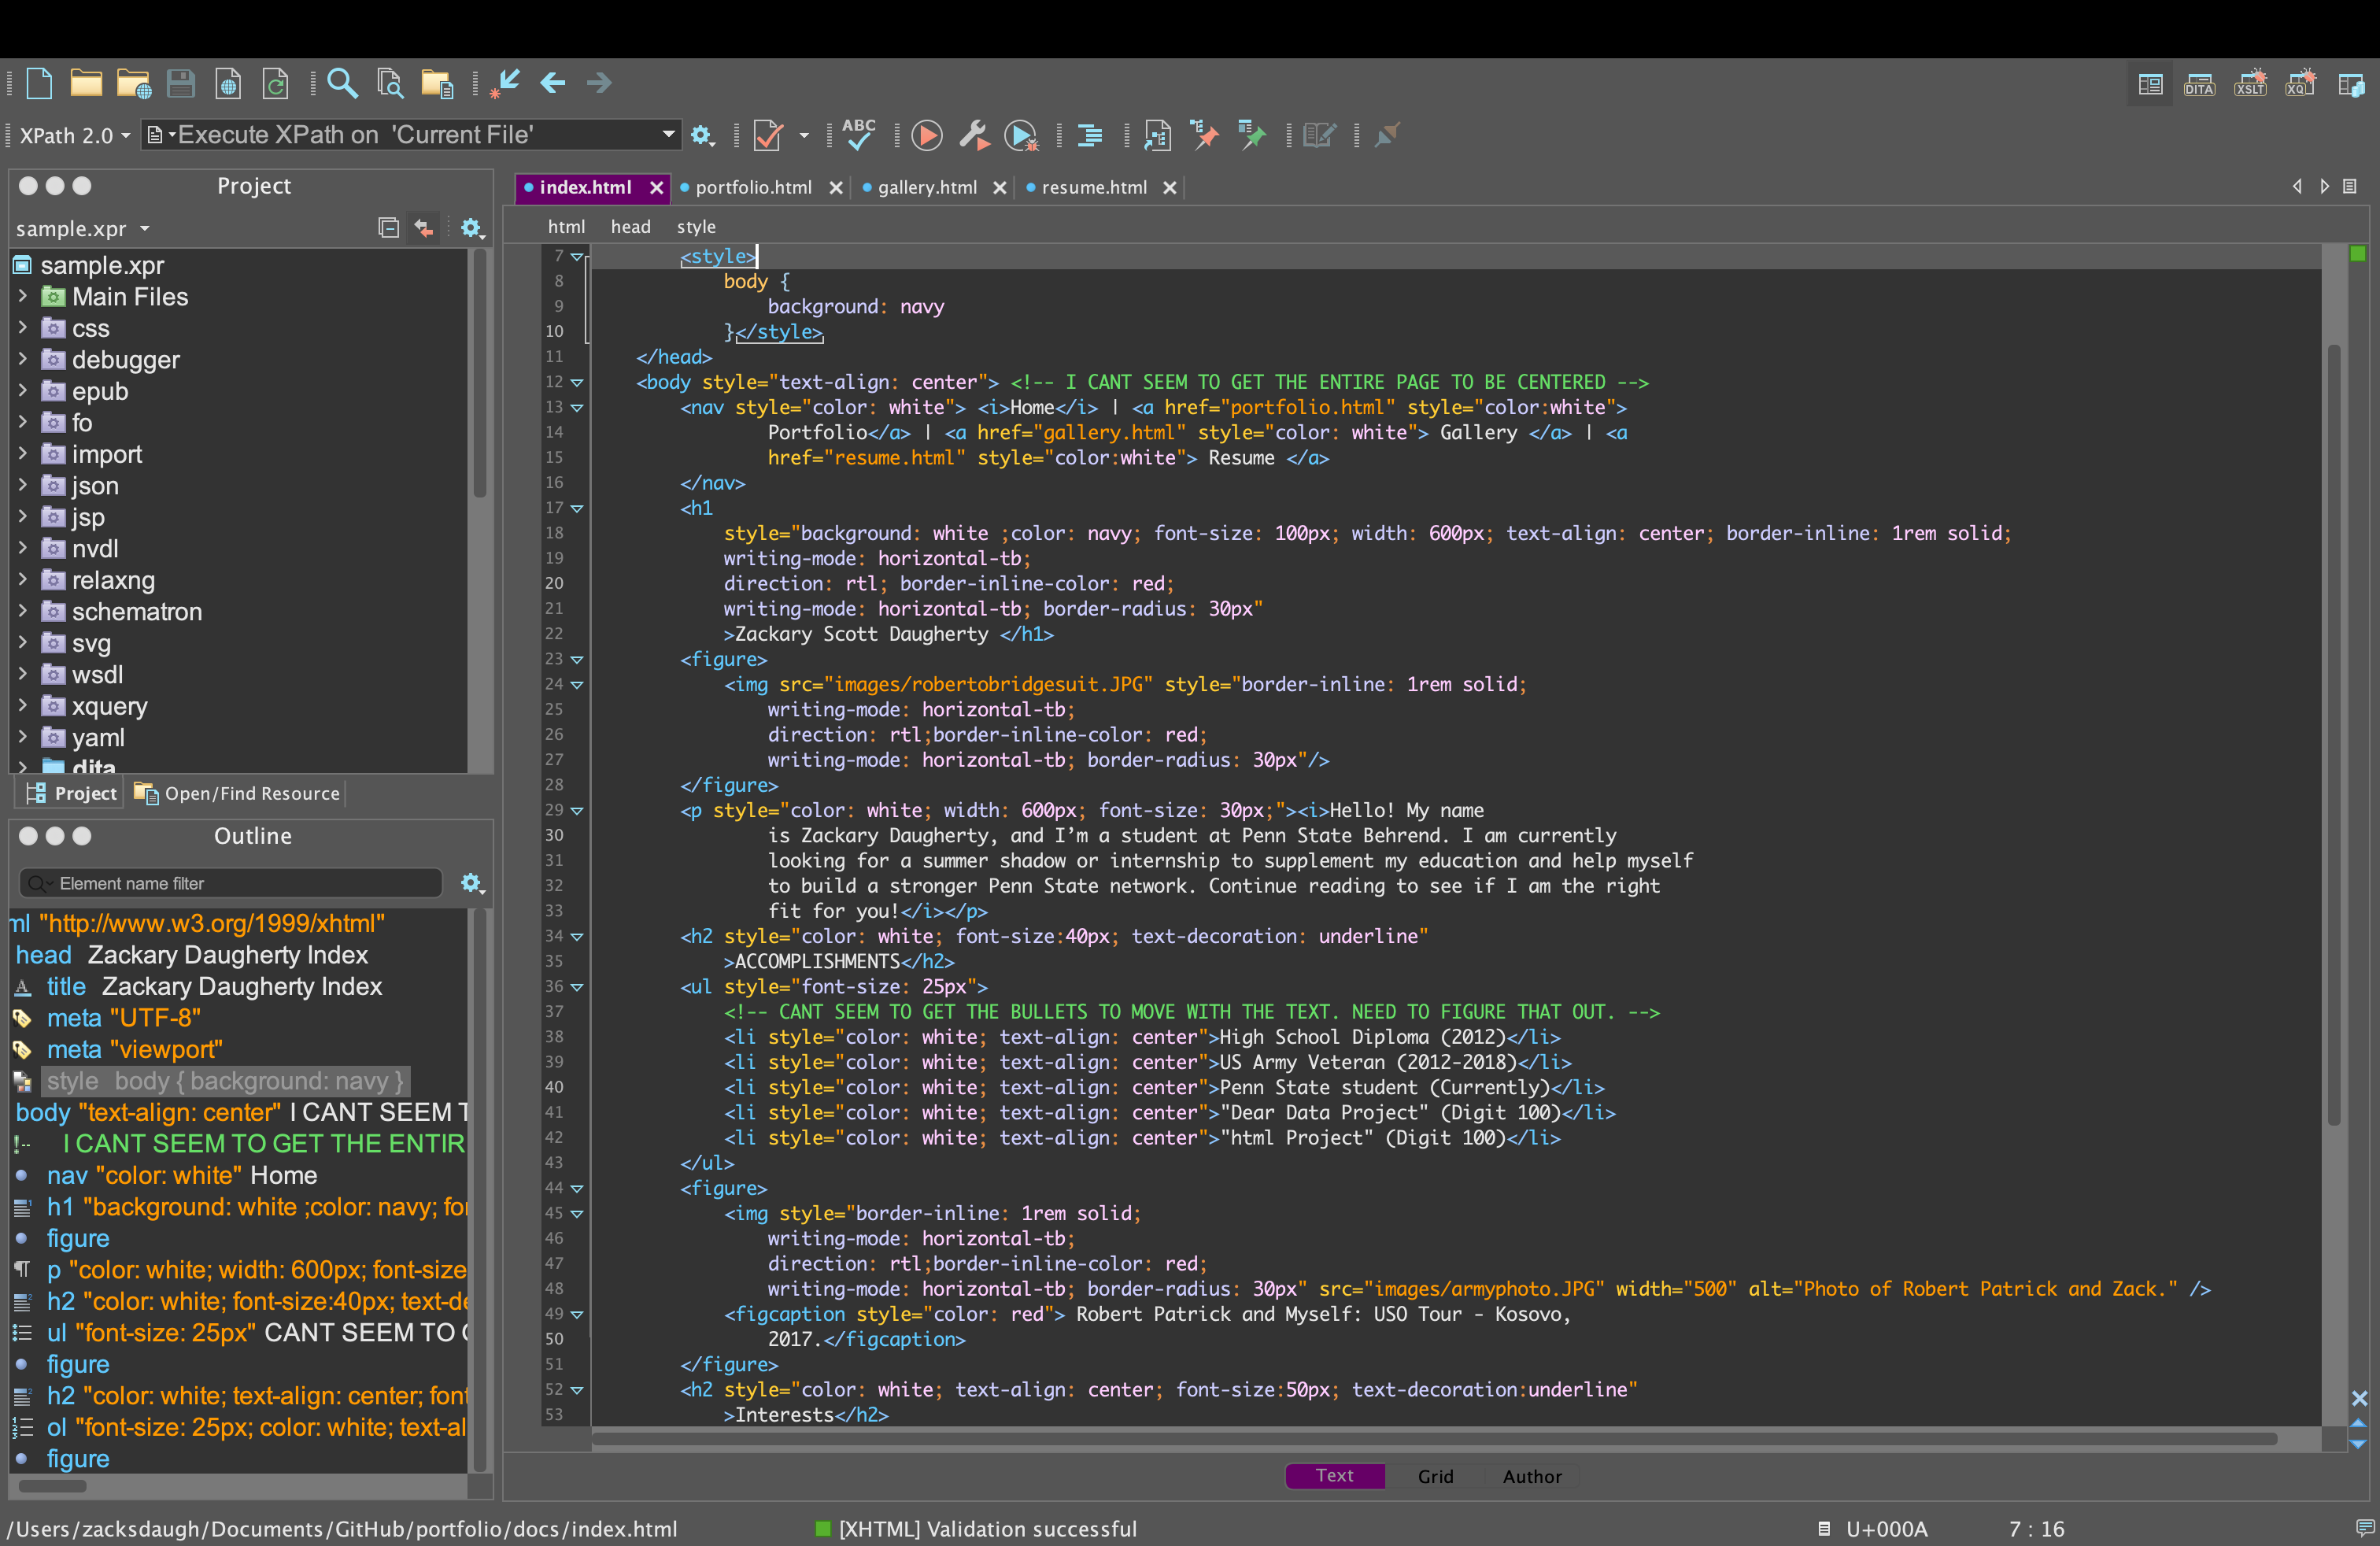 DITA XSLT XQ
XPath 2.0 Execute XPath on 'Current File' ABC
Project
sample.xpr
sample.xpr
Main Files
css
debugger
epub
fo
import
json
jsp
nvdl
relaxng
schematron
svg
wsdl
xquery
yaml
dita
Project Open/Find Resource
Outline
Element name filter
ml "http://www.w3.org/1999/xhtml"
head Zackary Daugherty Index
title Zackary Daugherty Index
meta "UTF-8"
meta "viewport"
style body { background: navy }
body "text-align: center" I CANT SEEM T
!-- I CANT SEEM TO GET THE ENTIR
nav "color: white" Home
h1 "background: white ;color: navy; fo
figure
p "color: white; width: 600px; font-size
h2 "color: white; font-size:40px; text-de
ul "font-size: 25px" CANT SEEM TO
figure
h2 "color: white; text-align: center; font
ol "font-size: 25px; color: white; text-al
figure
index.html portfolio.html gallery.html resume.html
html head style
7 <style>
8 body {
9 background: navy
10 }</style>
11 </head>
12 <body style="text-align: center"> <!-- I CANT SEEM TO GET THE ENTIRE PAGE TO BE CENTERED -->
13 <nav style="color: white"> <i>Home</i> | <a href="portfolio.html" style="color:white">
14 Portfolio</a> | <a href="gallery.html" style="color: white"> Gallery </a> | <a
15 href="resume.html" style="color:white"> Resume </a>
16 </nav>
17 <h1
18 style="background: white ;color: navy; font-size: 100px; width: 600px; text-align: center; border-inline: 1rem solid;
19 writing-mode: horizontal-tb;
20 direction: rtl; border-inline-color: red;
21 writing-mode: horizontal-tb; border-radius: 30px"
22 >Zackary Scott Daugherty </h1>
23 <figure>
24 <img src="images/robertobridgesuit.JPG" style="border-inline: 1rem solid;
25 writing-mode: horizontal-tb;
26 direction: rtl;border-inline-color: red;
27 writing-mode: horizontal-tb; border-radius: 30px"/>
28 </figure>
29 <p style="color: white; width: 600px; font-size: 30px;"><i>Hello! My name
30 is Zackary Daugherty, and I’m a student at Penn State Behrend. I am currently
31 looking for a summer shadow or internship to supplement my education and help myself
32 to build a stronger Penn State network. Continue reading to see if I am the right
33 fit for you!</i></p>
34 <h2 style="color: white; font-size:40px; text-decoration: underline"
35 >ACCOMPLISHMENTS</h2>
36 <ul style="font-size: 25px">
37 <!-- CANT SEEM TO GET THE BULLETS TO MOVE WITH THE TEXT. NEED TO FIGURE THAT OUT. -->
38 <li style="color: white; text-align: center">High School Diploma (2012)</li>
39 <li style="color: white; text-align: center">US Army Veteran (2012-2018)</li>
40 <li style="color: white; text-align: center">Penn State student (Currently)</li>
41 <li style="color: white; text-align: center">"Dear Data Project" (Digit 100)</li>
42 <li style="color: white; text-align: center">"html Project" (Digit 100)</li>
43 </ul>
44 <figure>
45 <img style="border-inline: 1rem solid;
46 writing-mode: horizontal-tb;
47 direction: rtl;border-inline-color: red;
48 writing-mode: horizontal-tb; border-radius: 30px" src="images/armyphoto.JPG" width="500" alt="Photo of Robert Patrick and Zack." />
49 <figcaption style="color: red"> Robert Patrick and Myself: USO Tour - Kosovo,
50 2017.</figcaption>
51 </figure>
52 <h2 style="color: white; text-align: center; font-size:50px; text-decoration:underline"
53 >Interests</h2>
Text Grid Author
/Users/zacksdaugh/Documents/GitHub/portfolio/docs/index.html [XHTML] Validation successful U+000A 7 : 16